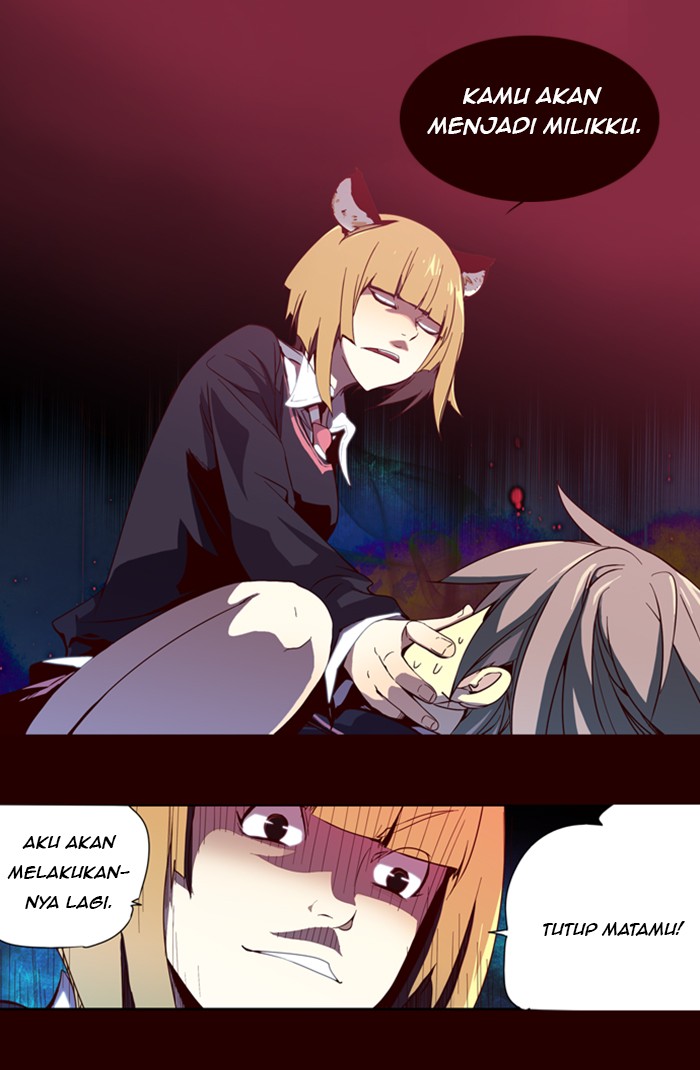 KAMU AKAN
MENJADI MILIKKU.
AKU AKAN
MELAKUKAN-
NYA LAGI.
TUTUP MATAMU!